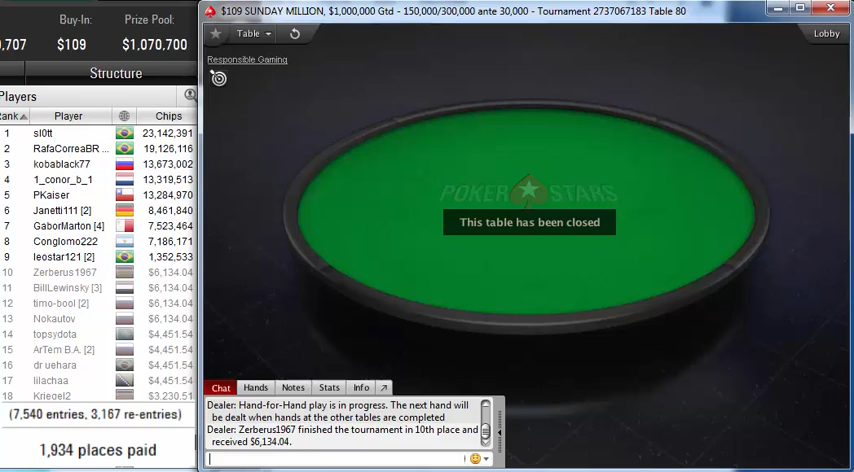 $109 SUNDAY MILLION, $1,000,000 Gtd - 150,000/300,000 ante 30,000 - Tournament 2737067183 Table 80
Buy-In: Prize Pool:
,707 $109 $1,070,700
Structure
Players
Rank Player Chips
1 sl0tt 23,142,391
2 RafaCorreaBR ... 19,126,116
3 kobablack77 13,673,002
4 1_conor_b_1 13,319,513
5 PKaiser 13,284,970
6 Janetti111 [2] 8,461,840
7 GaborMarton [4] 7,523,464
8 Conglomo222 7,186,171
9 leostar121 [2] 1,352,533
10 Zerberus1967 $6,134.04
11 BillLewinsky [3] $6,134.04
12 timo-bool [2] $6,134.04
13 Nokautov $6,134.04
14 topsydota $4,451.54
15 ArTem B.A. [2] $4,451.54
16 dr uehara $4,451.54
17 lilachaa $4,451.54
18 Kriegel2 $3,230.51
(7,540 entries, 3,167 re-entries)
1,934 places paid
Table
Lobby
Responsible Gaming
POKER STARS
This table has been closed
Chat Hands Notes Stats Info
Dealer: Hand-for-Hand play is in progress. The next hand will
be dealt when hands at the other tables are completed
Dealer: Zerberus1967 finished the tournament in 10th place and
received $6,134.04.